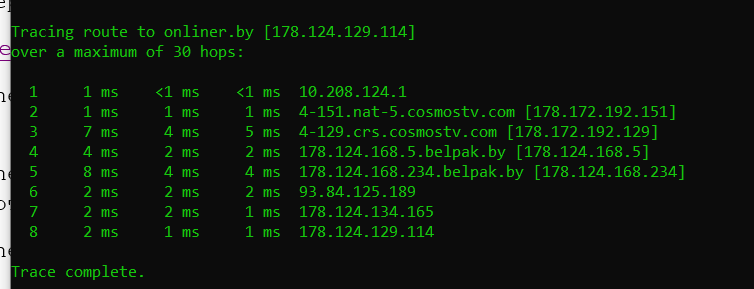 Tracing route to onliner.by [178.124.129.114]
over a maximum of 30 hops:
1 1 ms <1 ms <1 ms 10.208.124.1
2 1 ms 1 ms 1 ms 4-151.nat-5.cosmostv.com [178.172.192.151]
3 7 ms 4 ms 5 ms 4-129.crs.cosmostv.com [178.172.192.129]
4 4 ms 2 ms 2 ms 178.124.168.5.belpak.by [178.124.168.5]
5 8 ms 4 ms 4 ms 178.124.168.234.belpak.by [178.124.168.234]
6 2 ms 2 ms 2 ms 93.84.125.189
7 2 ms 2 ms 1 ms 178.124.134.165
8 2 ms 1 ms 1 ms 178.124.129.114
Trace complete.